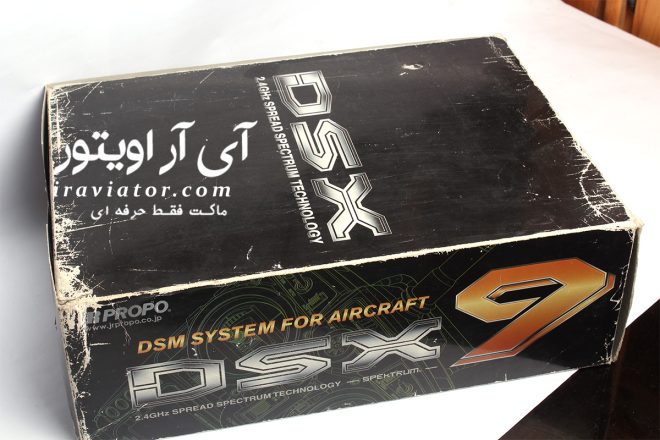 DSX
2.4GHz SPREAD SPECTRUM TECHNOLOGY
آی آر اویتور
iraviator.com
ماکت فقط حرفه ای
JR PROPO
www.jrpropo.co.jp
DSM SYSTEM FOR AIRCRAFT
DSX 9
2.4GHz SPREAD SPECTRUM TECHNOLOGY SPEKTRUM